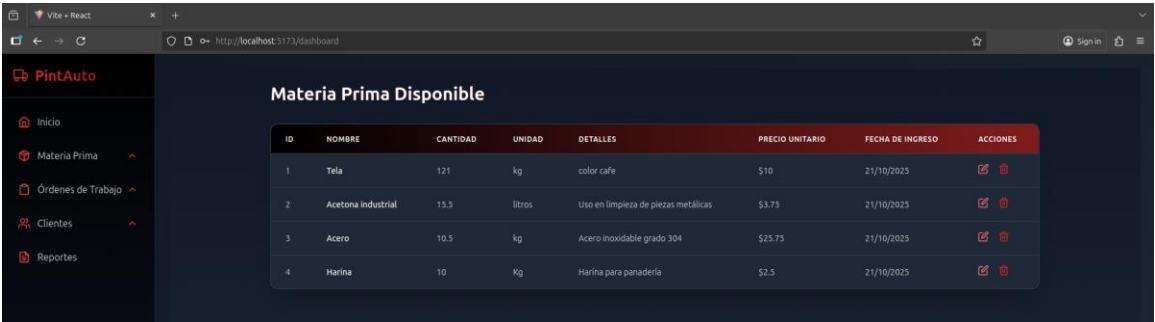 Vite + React
http://localhost:5173/dashboard
Sign in
PintAuto
Inicio
Materia Prima
Órdenes de Trabajo
Clientes
Reportes
Materia Prima Disponible
ID NOMBRE CANTIDAD UNIDAD DETALLES PRECIO UNITARIO FECHA DE INGRESO ACCIONES
1 Tela 121 kg color cafe $10 21/10/2025
2 Acetona industrial 15.5 litros Uso en limpieza de piezas metálicas $3.75 21/10/2025
3 Acero 10.5 kg Acero inoxidable grado 304 $25.75 21/10/2025
4 Harina 10 Kg Harina para panadería $2.5 21/10/2025